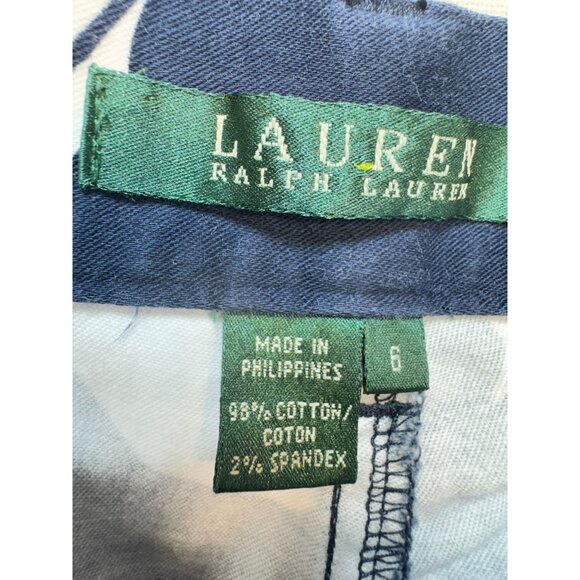 LAUREN
RALPH LAUREN
MADE IN
PHILIPPINES
6
98% COTTON/
COTON
2% SPANDEX